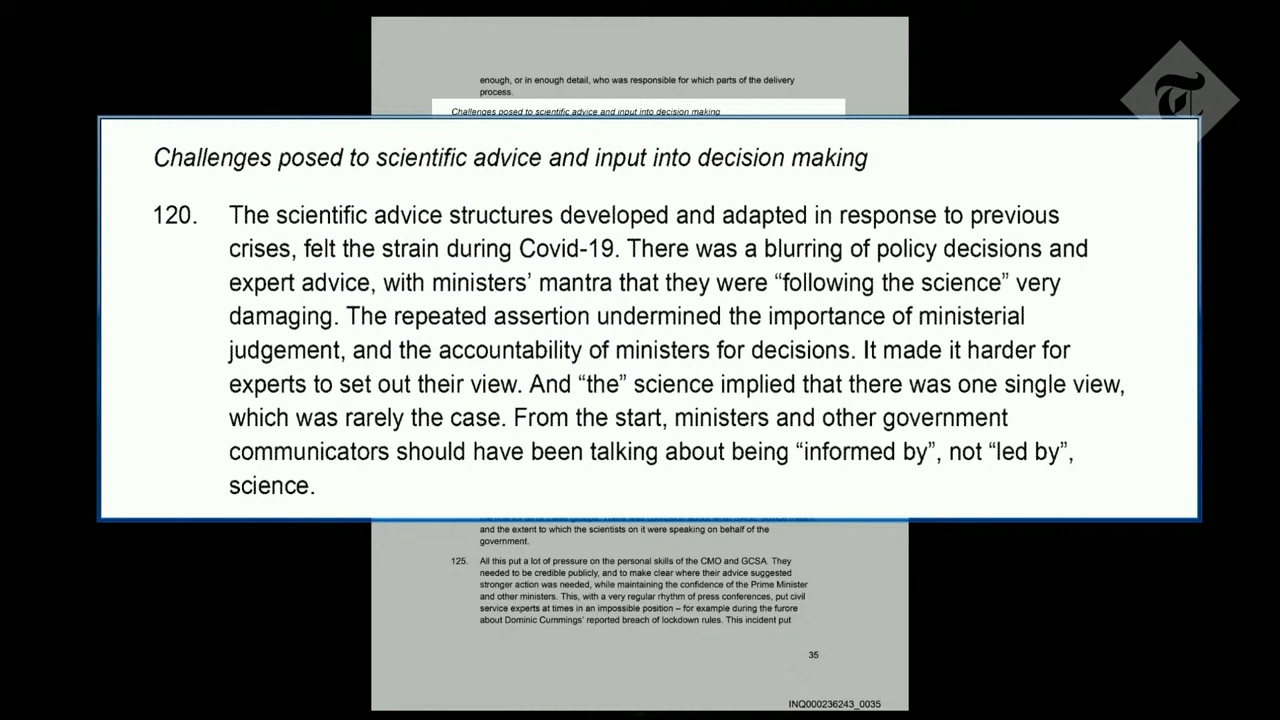 enough, or in enough detail, who was responsible for which parts of the delivery
process.
Challenges posed to scientific advice and input into decision making
Challenges posed to scientific advice and input into decision making
120. The scientific advice structures developed and adapted in response to previous
crises, felt the strain during Covid-19. There was a blurring of policy decisions and
expert advice, with ministers’ mantra that they were “following the science” very
damaging. The repeated assertion undermined the importance of ministerial
judgement, and the accountability of ministers for decisions. It made it harder for
experts to set out their view. And “the” science implied that there was one single view,
which was rarely the case. From the start, ministers and other government
communicators should have been talking about being “informed by”, not “led by”,
science.
and the extent to which the scientists on it were speaking on behalf of the
government.
125. All this put a lot of pressure on the personal skills of the CMO and GCSA. They
needed to be credible publicly, and to make clear where their advice suggested
stronger action was needed, while maintaining the confidence of the Prime Minister
and other ministers. This, with a very regular rhythm of press conferences, put civil
service experts at times in an impossible position – for example during the furore
about Dominic Cummings’ reported breach of lockdown rules. This incident put
35
INQ000236243_0035
T